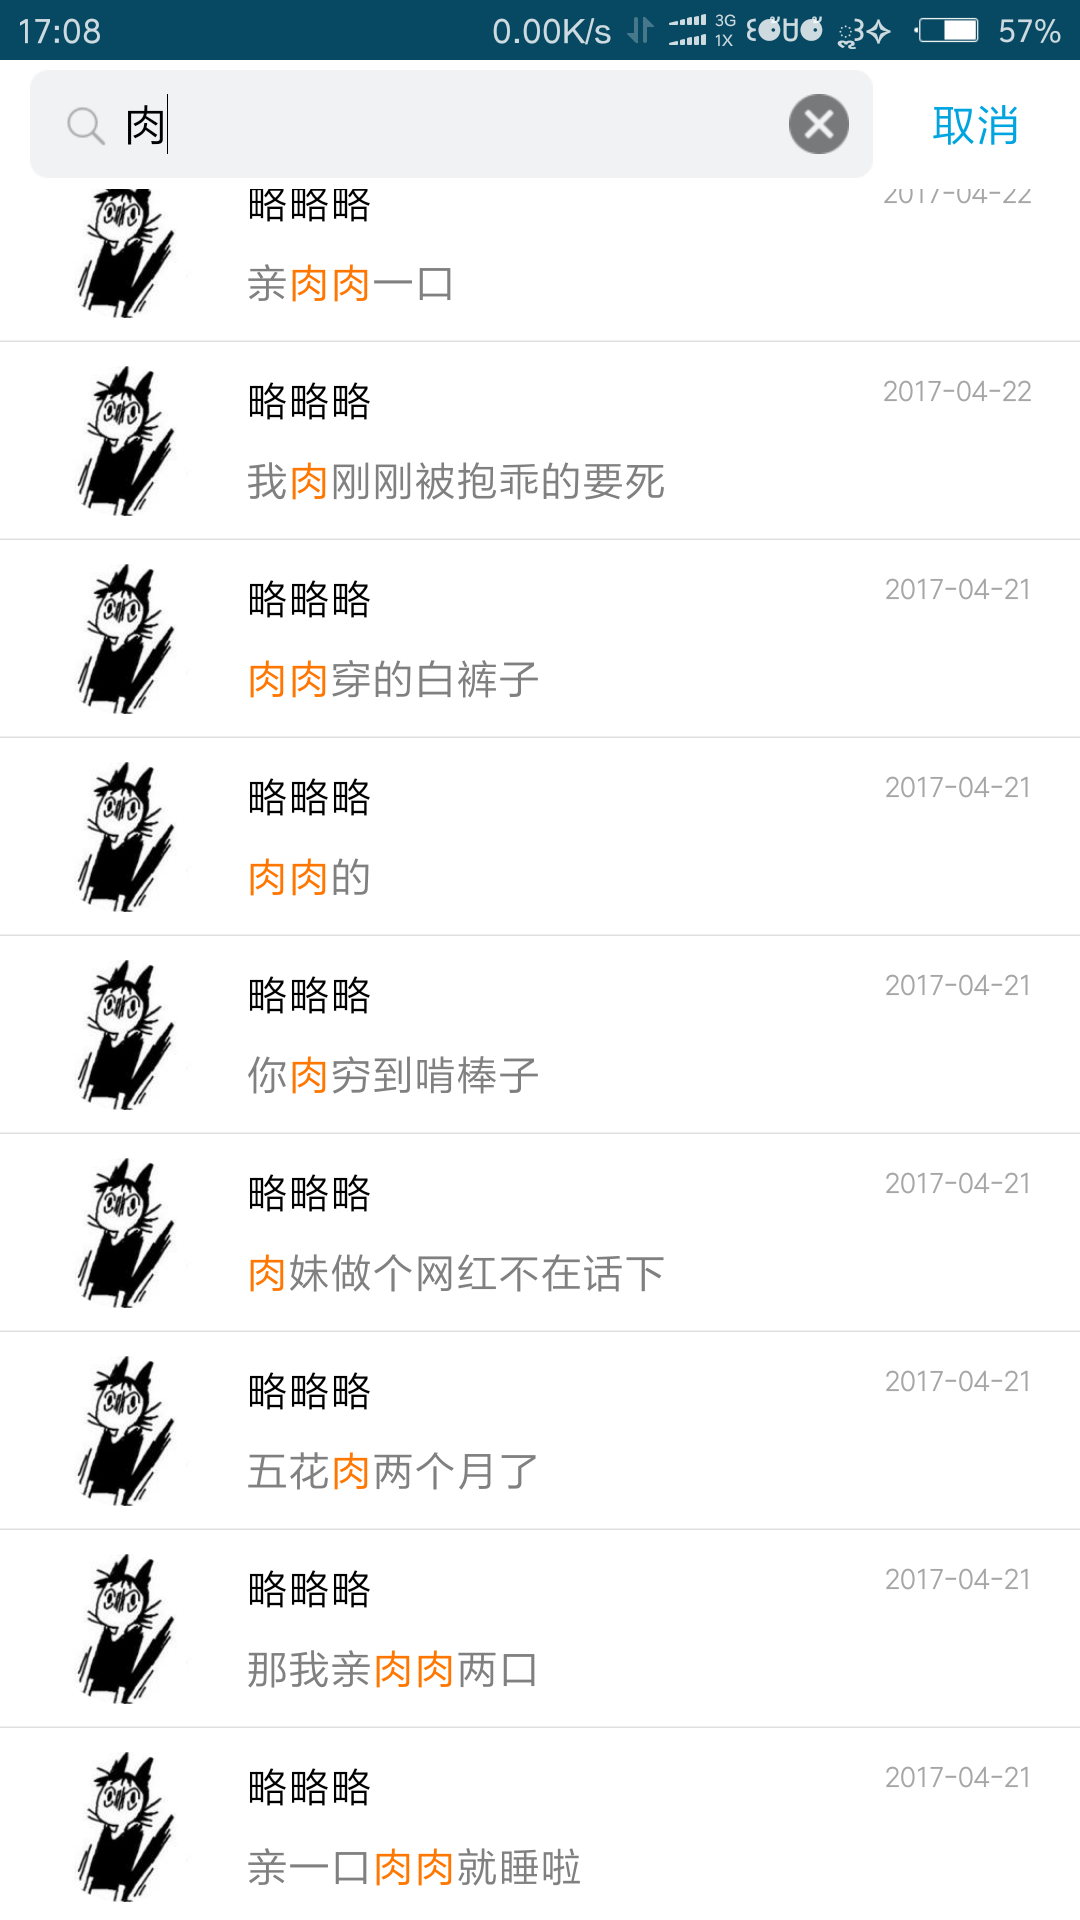 17:08 0.00K/s 3G 1X 57%
肉 取消
略略略 2017-04-22
亲肉肉一口
略略略 2017-04-22
我肉刚刚被抱乖的要死
略略略 2017-04-21
肉肉穿的白裤子
略略略 2017-04-21
肉肉的
略略略 2017-04-21
你肉穷到啃棒子
略略略 2017-04-21
肉妹做个网红不在话下
略略略 2017-04-21
五花肉两个月了
略略略 2017-04-21
那我亲肉肉两口
略略略 2017-04-21
亲一口肉肉就睡啦